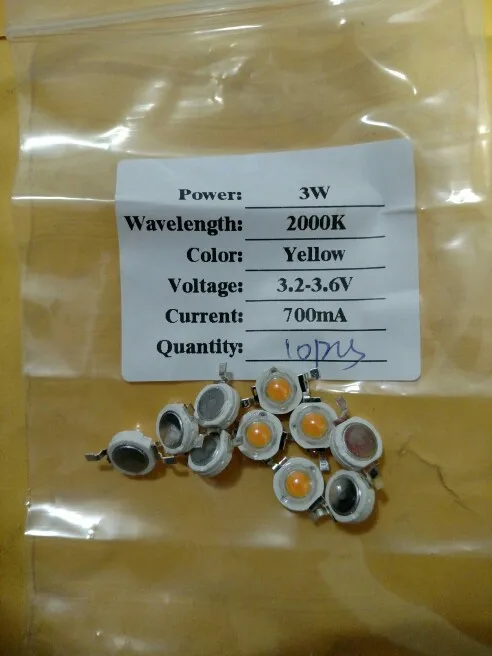 Power: 3W
Wavelength: 2000K
Color: Yellow
Voltage: 3.2-3.6V
Current: 700mA
Quantity: 10pcs